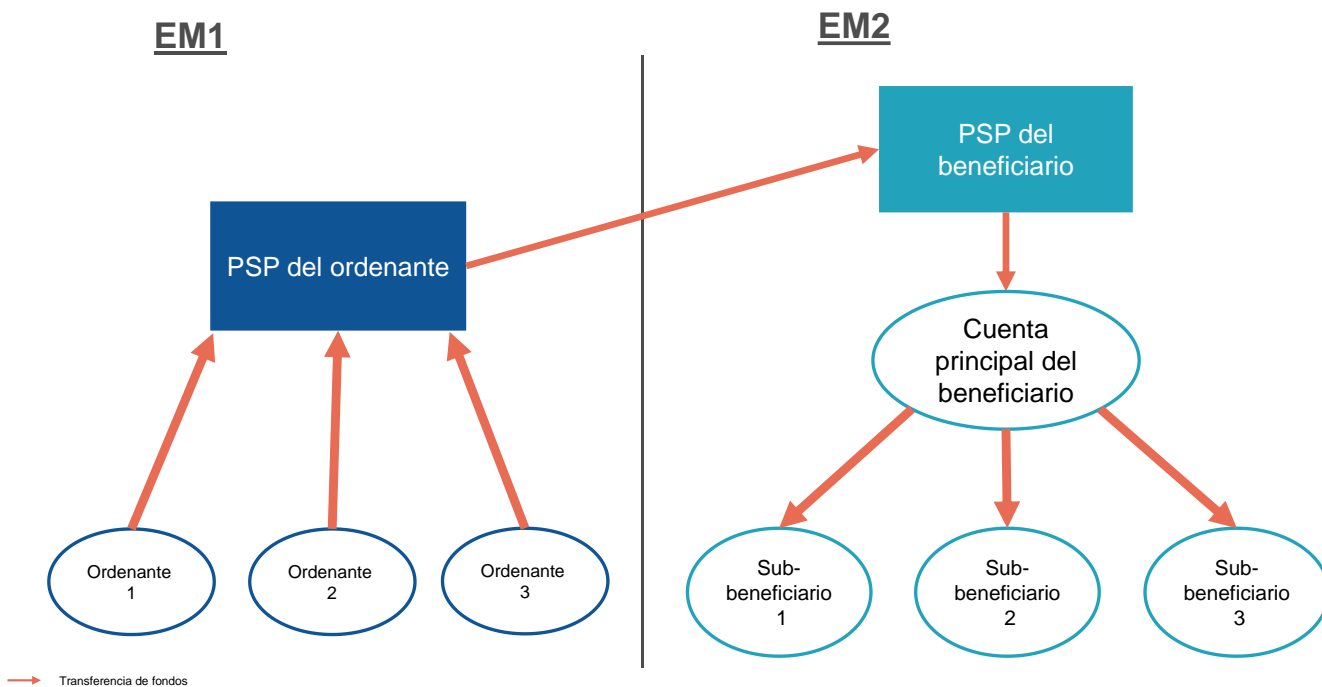 EM1
EM2
PSP del
beneficiario
PSP del ordenante
Cuenta
principal del
beneficiario
Ordenante
1
Ordenante
2
Ordenante
3
Sub-
beneficiario
1
Sub-
beneficiario
2
Sub-
beneficiario
3
Transferencia de fondos